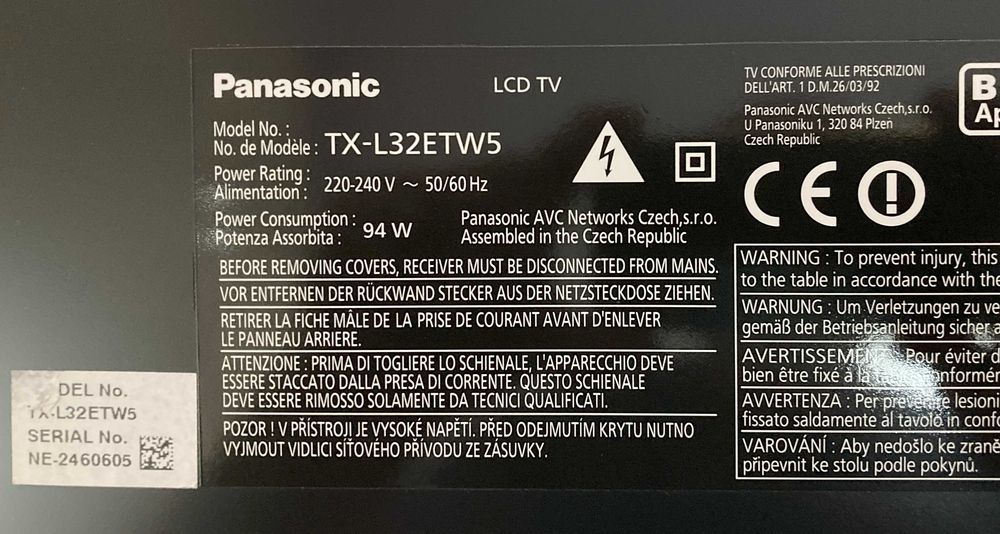 Panasonic
LCD TV
Model No. :
No. de Modèle : TX-L32ETW5
Power Rating :
Alimentation : 220-240 V ~ 50/60 Hz
Power Consumption :
Potenza Assorbita : 94 W
Panasonic AVC Networks Czech,s.r.o.
Assembled in the Czech Republic
BEFORE REMOVING COVERS, RECEIVER MUST BE DISCONNECTED FROM MAINS.
VOR ENTFERNEN DER RÜCKWAND STECKER AUS DER NETZSTECKDOSE ZIEHEN.
RETIRER LA FICHE MÂLE DE LA PRISE DE COURANT AVANT D'ENLEVER
LE PANNEAU ARRIERE.
ATTENZIONE : PRIMA DI TOGLIERE LO SCHIENALE, L'APPARECCHIO DEVE
ESSERE STACCATO DALLA PRESA DI CORRENTE. QUESTO SCHIENALE
DEVE ESSERE RIMOSSO SOLAMENTE DA TECNICI QUALIFICATI.
POZOR ! V PŘÍSTROJI JE VYSOKÉ NAPĚTÍ. PŘED ODEJMUTÍM KRYTU NUTNO
VYJMOUT VIDLICI SÍŤOVÉHO PŘÍVODU ZE ZÁSUVKY.
TV CONFORME ALLE PRESCRIZIONI
DELL'ART. 1 D.M.26/03/92
Panasonic AVC Networks Czech,s.r.o.
U Panasoniku 1, 320 84 Plzeň
Czech Republic
CE
B
Ap
WARNING : To prevent injury, this
to the table in accordance with the
WARNUNG : Um Verletzungen zu ve
gemäß der Betriebsanleitung sicher a
AVERTISSEMEN Pour éviter d
bien être fixé à la conformém
AVVERTENZA : Per prevenire lesioni
fissato saldamente al tavolo in confo
VAROVÁNÍ : Aby nedošlo ke zraně
připevnit ke stolu podle pokynů.
DEL No.
TX-L32ETW5
SERIAL No.
NE-2460605